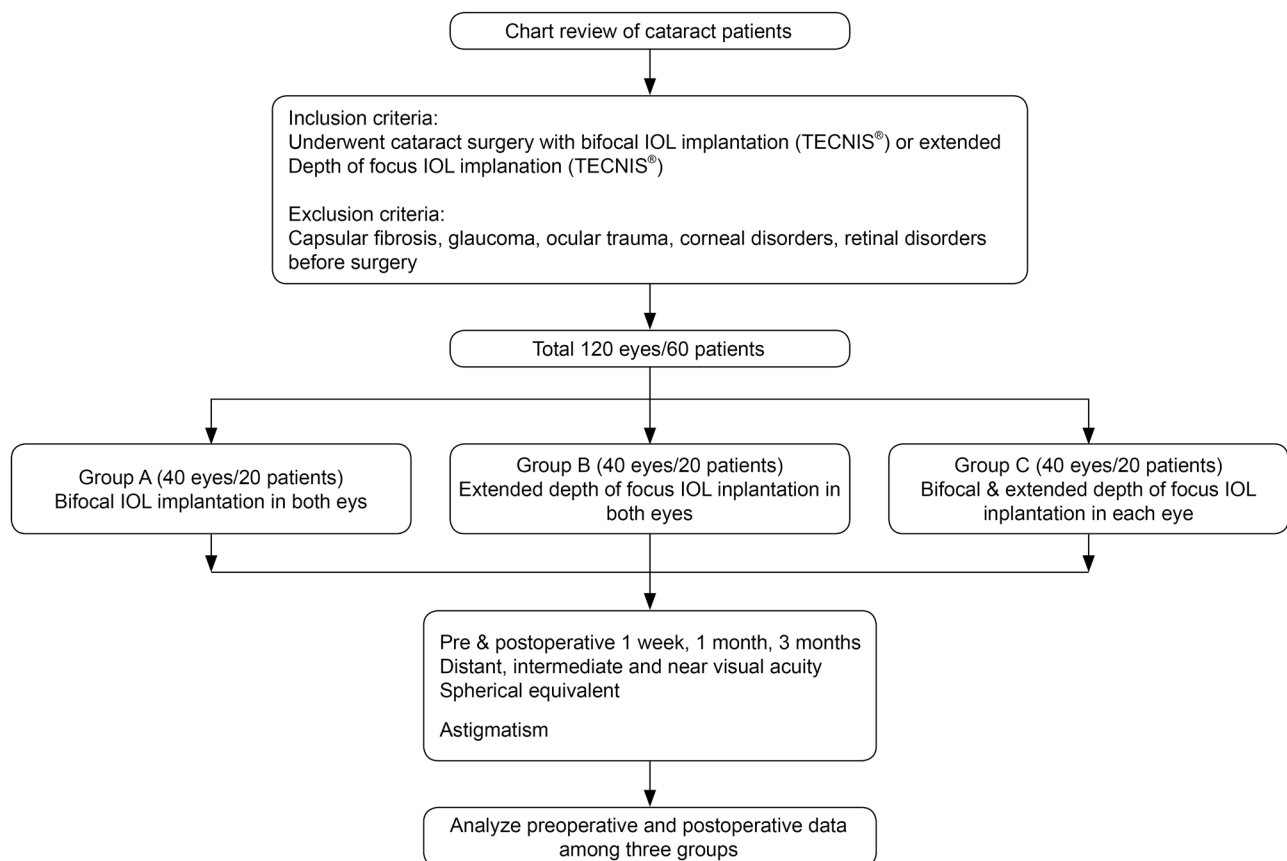 Chart review of cataract patients
Inclusion criteria:
Underwent cataract surgery with bifocal IOL implantation (TECNIS®) or extended
Depth of focus IOL implanation (TECNIS®)
Exclusion criteria:
Capsular fibrosis, glaucoma, ocular trauma, corneal disorders, retinal disorders
before surgery
Total 120 eyes/60 patients
Group A (40 eyes/20 patients)
Bifocal IOL implantation in both eys
Group B (40 eyes/20 patients)
Extended depth of focus IOL inplantation in
both eyes
Group C (40 eyes/20 patients)
Bifocal & extended depth of focus IOL
inplantation in each eye
Pre & postoperative 1 week, 1 month, 3 months
Distant, intermediate and near visual acuity
Spherical equivalent
Astigmatism
Analyze preoperative and postoperative data
among three groups